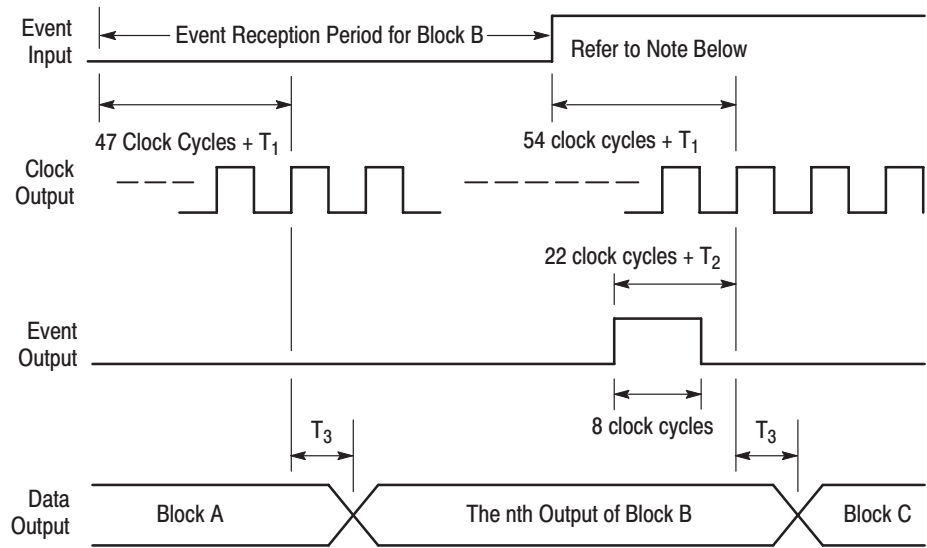 Event
Input
Event Reception Period for Block B
Refer to Note Below
47 Clock Cycles + T1
54 clock cycles + T1
Clock
Output
22 clock cycles + T2
Event
Output
8 clock cycles
T3
T3
Data
Output
Block A
The nth Output of Block B
Block C